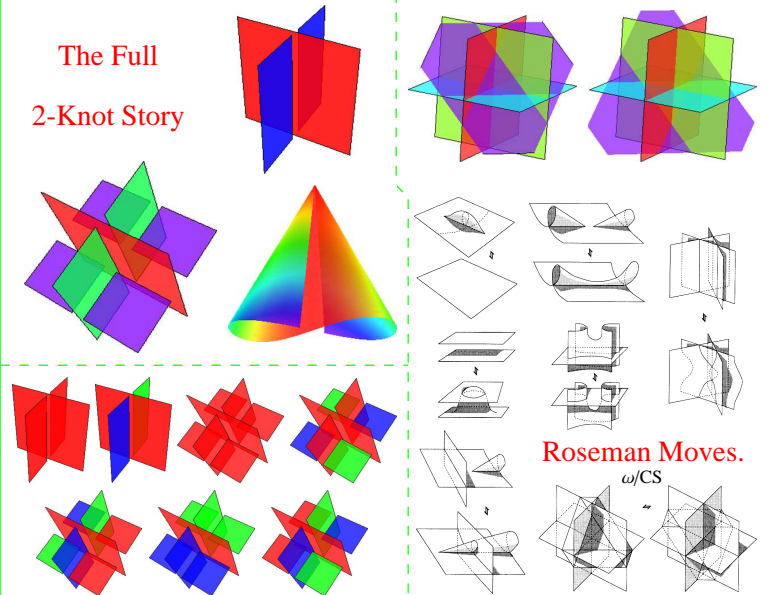 The Full
2-Knot Story
Roseman Moves.
ω/CS